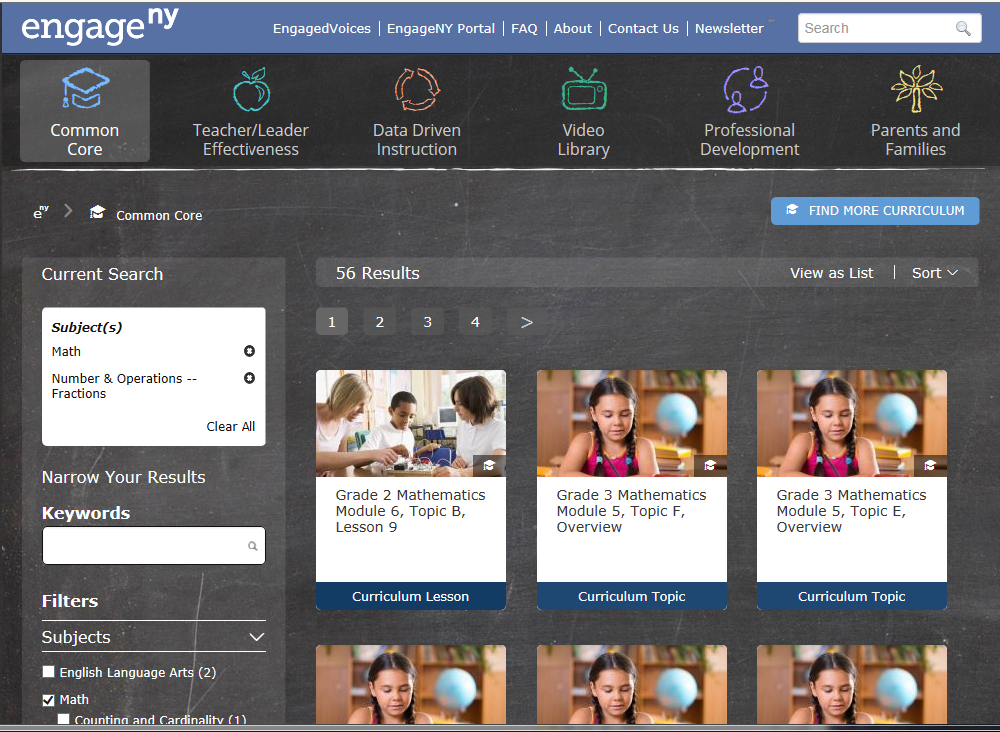 engage ny
EngagedVoices | EngageNY Portal | FAQ | About | Contact Us | Newsletter
Search
Common
Core
Teacher/Leader
Effectiveness
Data Driven
Instruction
Video
Library
Professional
Development
Parents and
Families
e ny
Common Core
FIND MORE CURRICULUM
Current Search
Subject(s)
Math
Number & Operations --
Fractions
Clear All
Narrow Your Results
Keywords
Filters
Subjects
English Language Arts (2)
Math
Counting and Cardinality (1)
56 Results
View as List | Sort
1 2 3 4 >
Grade 2 Mathematics
Module 6, Topic B,
Lesson 9
Curriculum Lesson
Grade 3 Mathematics
Module 5, Topic F,
Overview
Curriculum Topic
Grade 3 Mathematics
Module 5, Topic E,
Overview
Curriculum Topic